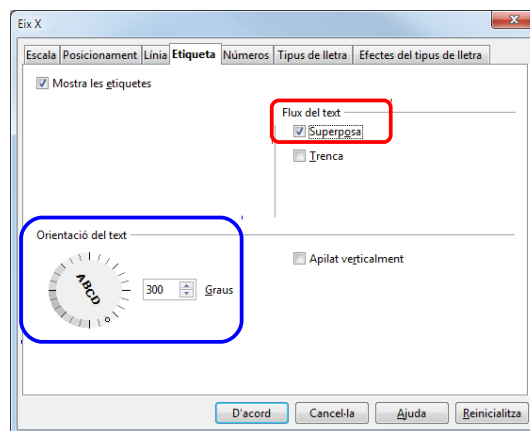 Eix X
Escala Posicionament Línia Etiqueta Números Tipus de lletra Efectes del tipus de lletra
Mostra les etiquetes
Flux del text
Superposa
Trenca
Orientació del text
ABCD
300 Graus
Apilat verticalment
D'acord Cancel·la Ajuda Reinicialitza